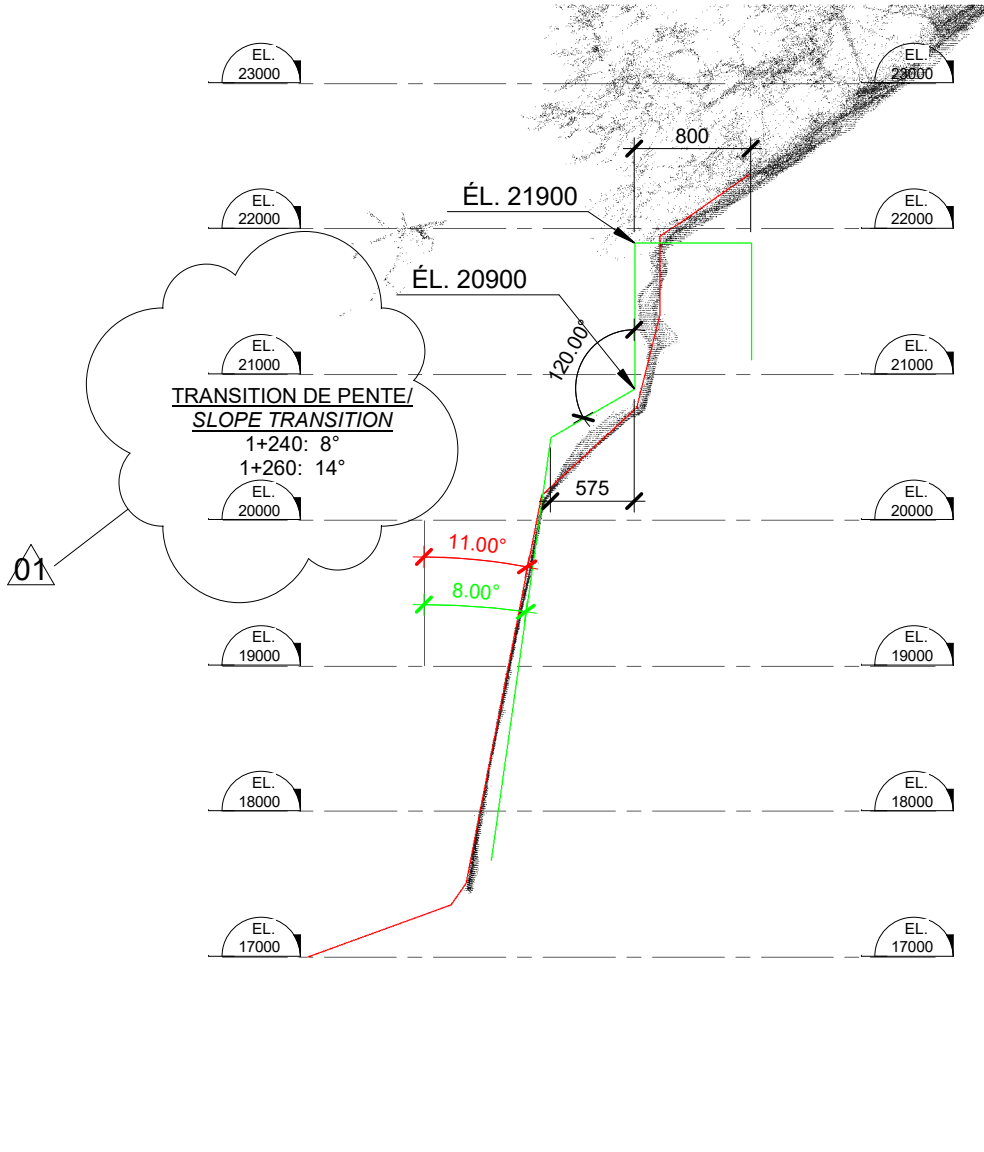 EL.
23000
EL.
23000
800
EL.
22000
ÉL. 21900
EL.
22000
ÉL. 20900
120.00°
EL.
21000
EL.
21000
TRANSITION DE PENTE/
SLOPE TRANSITION
1+240: 8°
1+260: 14°
EL.
20000
575
EL.
20000
01
11.00°
8.00°
EL.
19000
EL.
19000
EL.
18000
EL.
18000
EL.
17000
EL.
17000